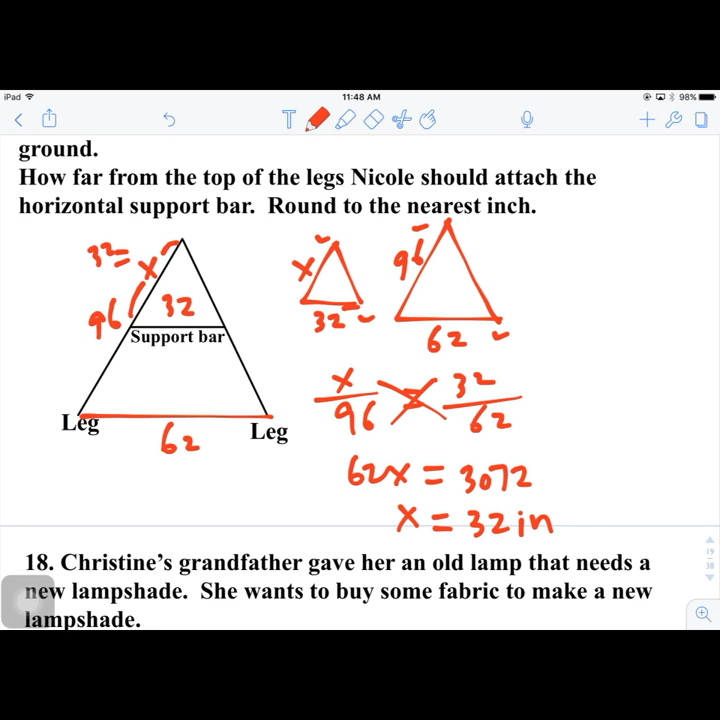 iPad 11:48 AM 98%
T
ground.
How far from the top of the legs Nicole should attach the
horizontal support bar. Round to the nearest inch.
32 = x
96
32
Support bar
Leg
62
Leg
x
32
96
62
x/96 = 32/62
62x = 3072
x = 32 in
19
38
18. Christine's grandfather gave her an old lamp that needs a
new lampshade. She wants to buy some fabric to make a new
lampshade.